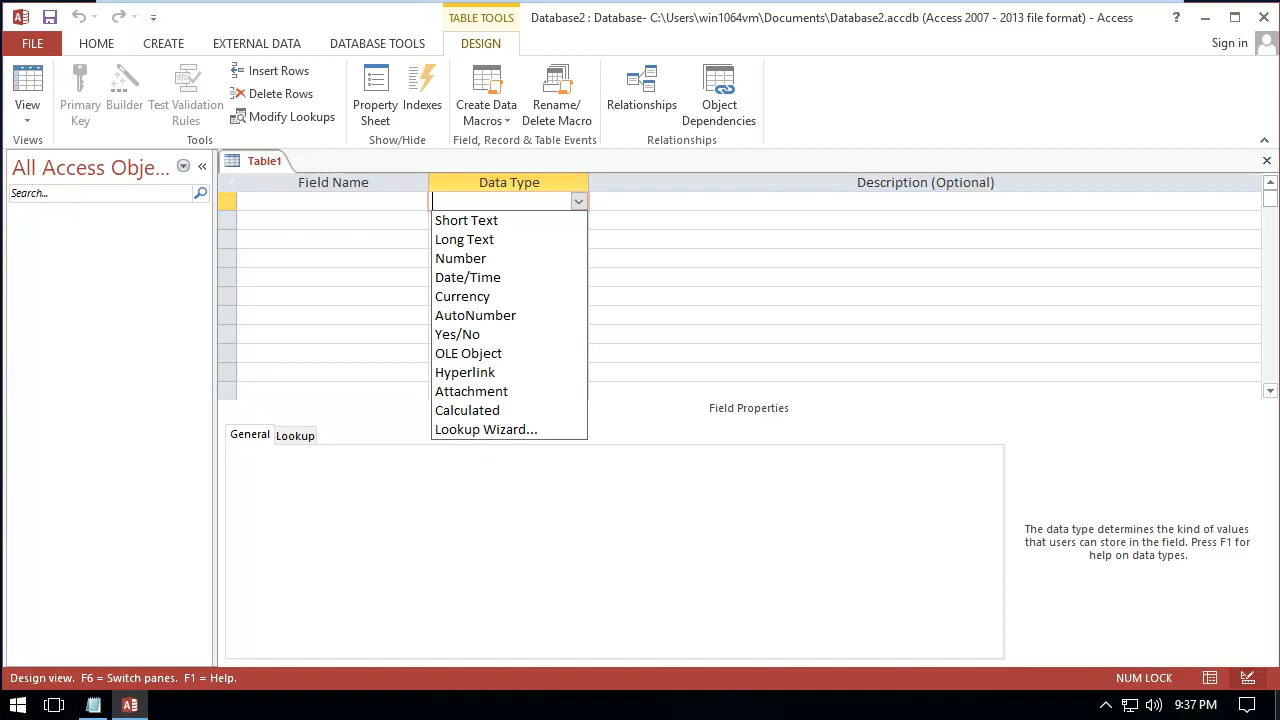 TABLE TOOLS
Database2 : Database- C:\Users\win1064vm\Documents\Database2.accdb (Access 2007 - 2013 file format) - Access
?
FILE
HOME
CREATE
EXTERNAL DATA
DATABASE TOOLS
DESIGN
Sign in
View
Primary Key
Builder
Test Validation Rules
Insert Rows
Delete Rows
Modify Lookups
Property Sheet
Indexes
Create Data Macros
Rename/ Delete Macro
Relationships
Object Dependencies
Views
Tools
Show/Hide
Field, Record & Table Events
Relationships
All Access Obje...
Search...
Table1
Field Name
Data Type
Description (Optional)
Short Text
Long Text
Number
Date/Time
Currency
AutoNumber
Yes/No
OLE Object
Hyperlink
Attachment
Calculated
Lookup Wizard...
Field Properties
General
Lookup
The data type determines the kind of values
that users can store in the field. Press F1 for
help on data types.
Design view. F6 = Switch panes. F1 = Help.
NUM LOCK
9:37 PM